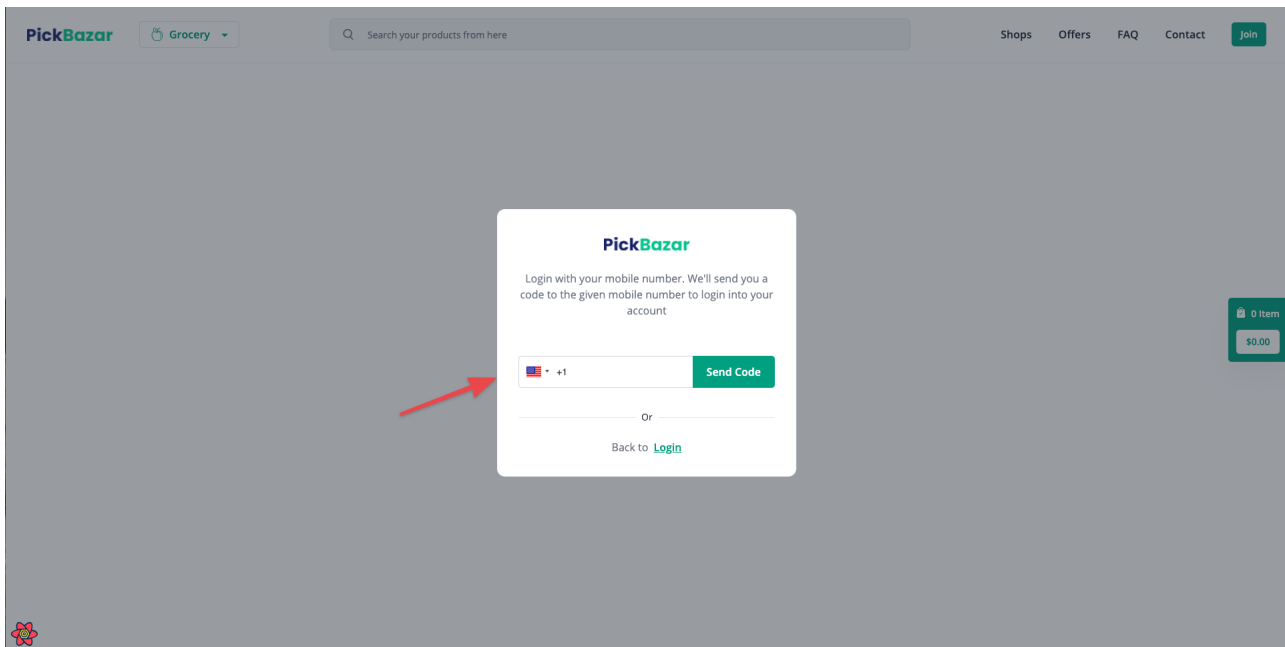 PickBazar
Grocery
Search your products from here
Shops
Offers
FAQ
Contact
Join
PickBazar
Login with your mobile number. We'll send you a
code to the given mobile number to login into your
account
+1
Send Code
Or
Back to Login
0 Item
$0.00